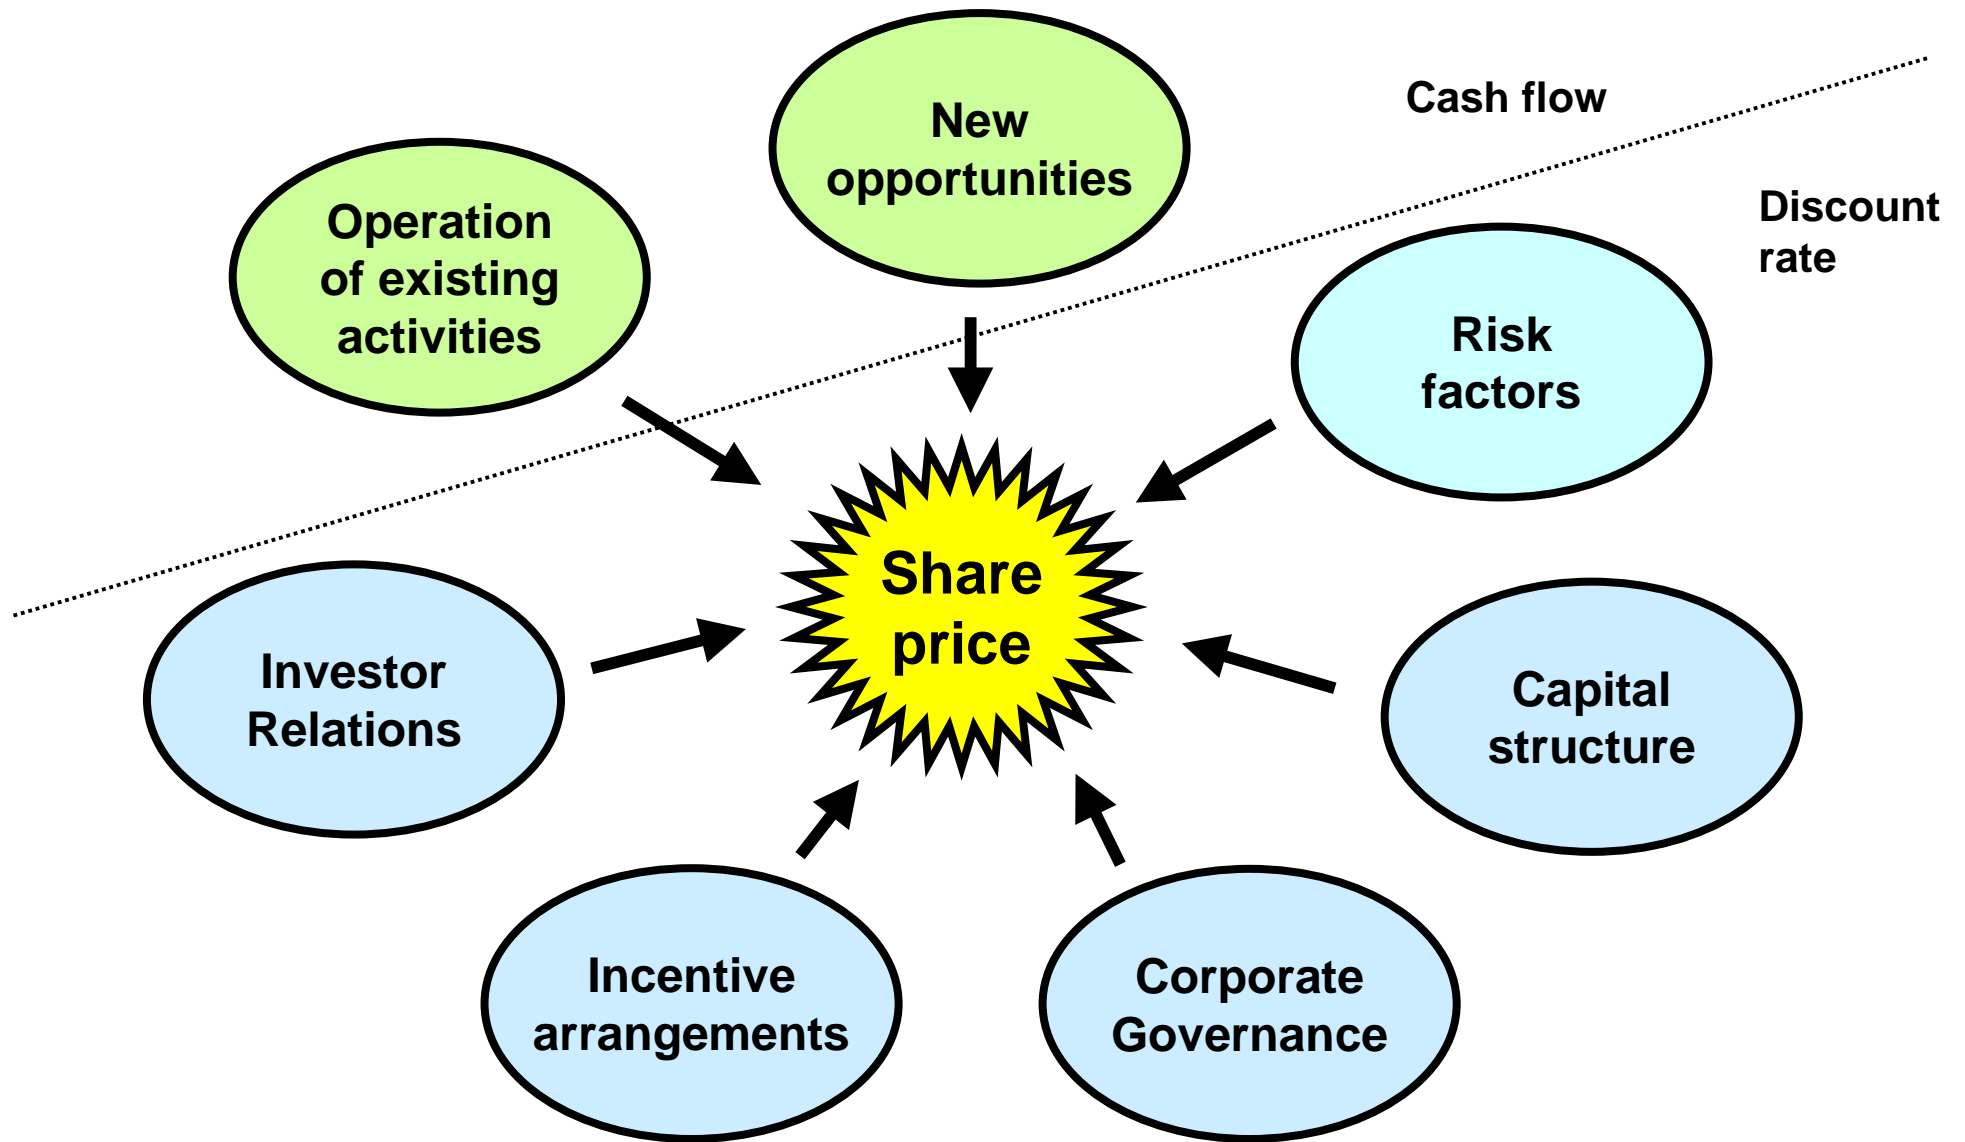 New
opportunities
Cash flow
Operation
of existing
activities
Discount
rate
Risk
factors
Share
price
Investor
Relations
Capital
structure
Incentive
arrangements
Corporate
Governance